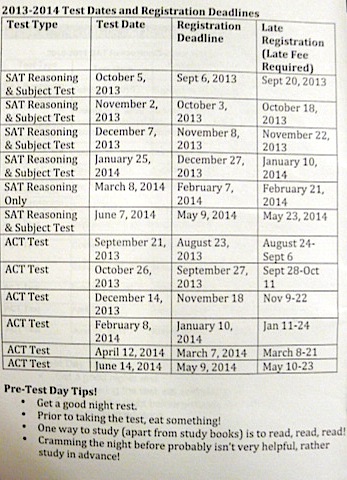 2013-2014 Test Dates and Registration Deadlines
Test Type Test Date Registration Deadline Late Registration (Late Fee Required)
SAT Reasoning & Subject Test October 5, 2013 Sept 6, 2013 Sept 20, 2013
SAT Reasoning & Subject Test November 2, 2013 October 3, 2013 October 18, 2013
SAT Reasoning & Subject Test December 7, 2013 November 8, 2013 November 22, 2013
SAT Reasoning & Subject Test January 25, 2014 December 27, 2013 January 10, 2014
SAT Reasoning Only March 8, 2014 February 7, 2014 February 21, 2014
SAT Reasoning & Subject Test June 7, 2014 May 9, 2014 May 23, 2014
ACT Test September 21, 2013 August 23, 2013 August 24-Sept 6
ACT Test October 26, 2013 September 27, 2013 Sept 28-Oct 11
ACT Test December 14, 2013 November 18 Nov 9-22
ACT Test February 8, 2014 January 10, 2014 Jan 11-24
ACT Test April 12, 2014 March 7, 2014 March 8-21
ACT Test June 14, 2014 May 9, 2014 May 10-23
Pre-Test Day Tips!
• Get a good night rest.
• Prior to taking the test, eat something!
• One way to study (apart from study books) is to read, read, read!
• Cramming the night before probably isn't very helpful, rather
study in advance!